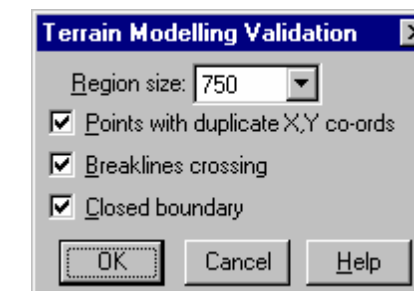 Terrain Modelling Validation
Region size: 750
Points with duplicate X,Y co-ords
Breaklines crossing
Closed boundary
OK Cancel Help